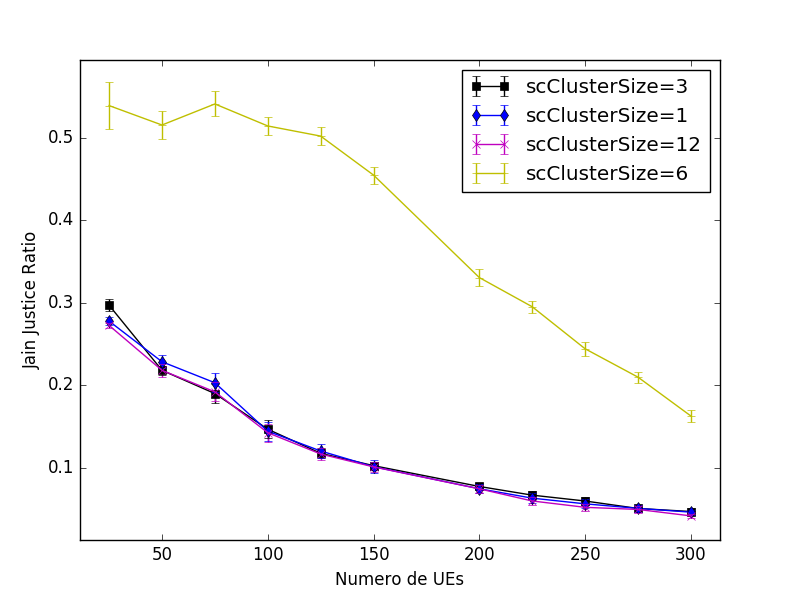 scClusterSize=3
scClusterSize=1
scClusterSize=12
scClusterSize=6
Jain Justice Ratio
0.5
0.4
0.3
0.2
0.1
50 100 150 200 250 300
Numero de UEs